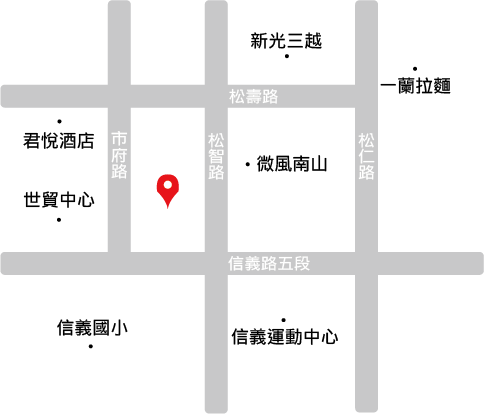 新光三越
一蘭拉麵
松壽路
君悅酒店
市府路
松智路
松仁路
微風南山
世貿中心
信義路五段
信義國小
信義運動中心